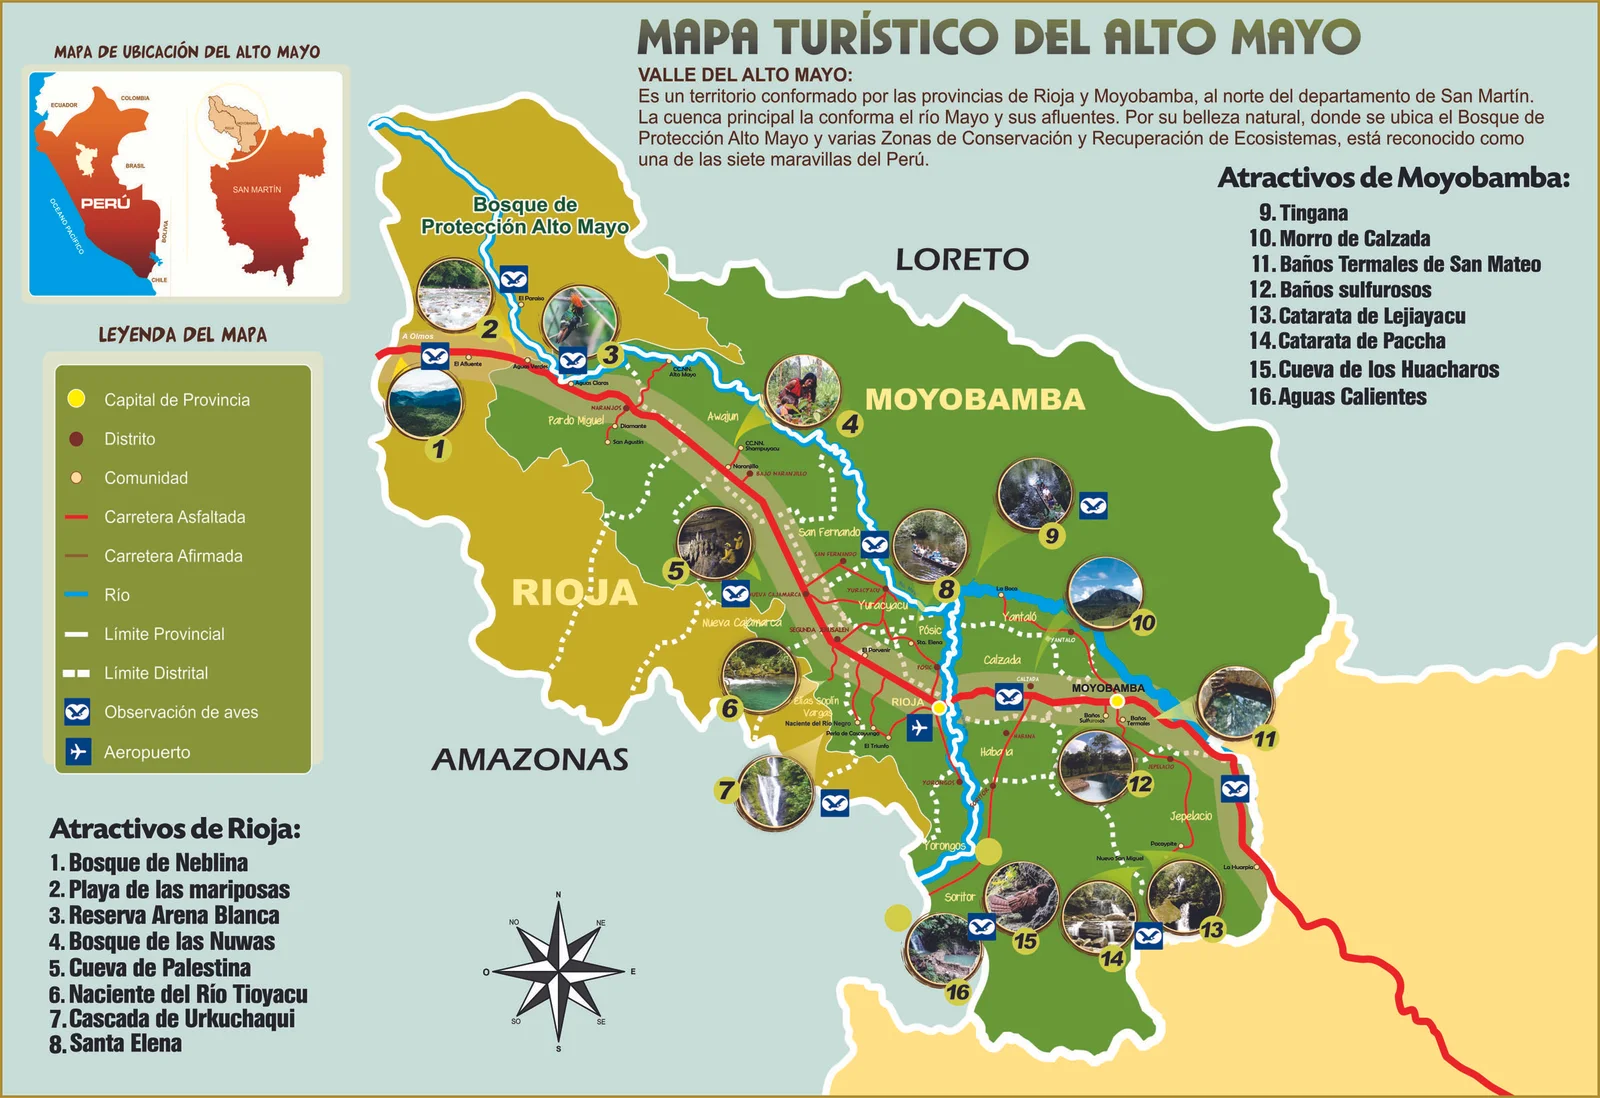 MAPA DE UBICACIÓN DEL ALTO MAYO
ECUADOR
COLOMBIA
BRASIL
PERÚ
OCEANO PACÍFICO
BOLIVIA
CHILE
SAN MARTÍN
MAPA TURÍSTICO DEL ALTO MAYO
VALLE DEL ALTO MAYO:
Es un territorio conformado por las provincias de Rioja y Moyobamba, al norte del departamento de San Martín.
La cuenca principal la conforma el río Mayo y sus afluentes. Por su belleza natural, donde se ubica el Bosque de
Protección Alto Mayo y varias Zonas de Conservación y Recuperación de Ecosistemas, está reconocido como
una de las siete maravillas del Perú.
Atractivos de Moyobamba:
9. Tingana
10. Morro de Calzada
11. Baños Termales de San Mateo
12. Baños sulfurosos
13. Catarata de Lejiayacu
14. Catarata de Paccha
15. Cueva de los Huacharos
16. Aguas Calientes
LEYENDA DEL MAPA
Capital de Provincia
Distrito
Comunidad
Carretera Asfaltada
Carretera Afirmada
Río
Límite Provincial
Límite Distrital
Observación de aves
Aeropuerto
Atractivos de Rioja:
1. Bosque de Neblina
2. Playa de las mariposas
3. Reserva Arena Blanca
4. Bosque de las Nuwas
5. Cueva de Palestina
6. Naciente del Río Tioyacu
7. Cascada de Urkuchaqui
8. Santa Elena
Bosque de
Protección Alto Mayo
LORETO
MOYOBAMBA
RIOJA
AMAZONAS
A Olmos
El Afluente
El Paraiso
Aguas Verdes
Aguas Claras
CC.NN.
Alto Mayo
NARANJOS
Pardo Miguel
Diamante
San Agustin
Awajun
CC.NN.
Shampuyacu
Naranjillo
BAJO NARANJILLO
San Fernando
SAN FERNANDO
NUEVA CAJAMARCA
Nueva Cajamarca
YURACYACU
Yuracyacu
SEGUNDA JERUSALEN
El Porvenir
Pósic
Sta. Elena
POSIC
Elías Soplín
Vargas
Naciente del Río Negro
Perla de Cascayunga
El Triunfo
RIOJA
La Boca
Yantaló
YANTALO
Calzada
CALZADA
MOYOBAMBA
Baños
Sulfurosos
Baños
Termales
Habana
HABANA
YORONGOS
Yorongos
Soritor
JEPELACIO
Jepelacio
Pacaypite
Nuevo San Miguel
La Huarpia
1
2
3
4
5
6
7
8
9
10
11
12
13
14
15
16
N
NO
NE
O
E
SO
SE
S